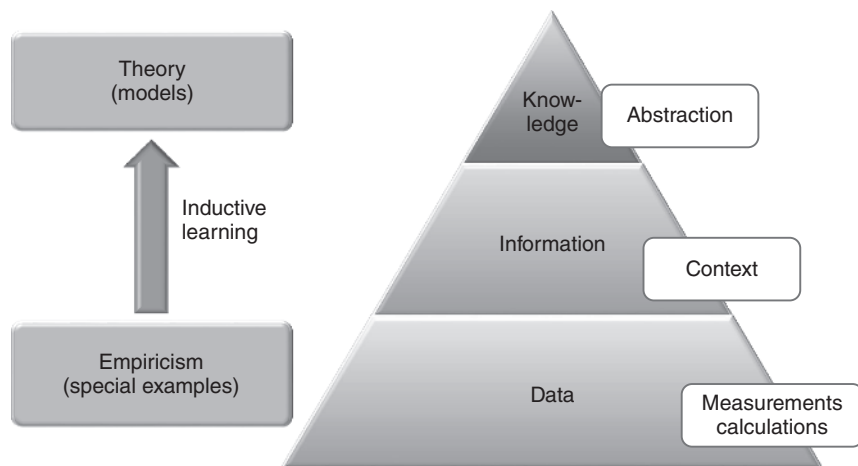 Theory
(models)
Inductive
learning
Empiricism
(special examples)
Know-
ledge
Abstraction
Information
Context
Data
Measurements
calculations